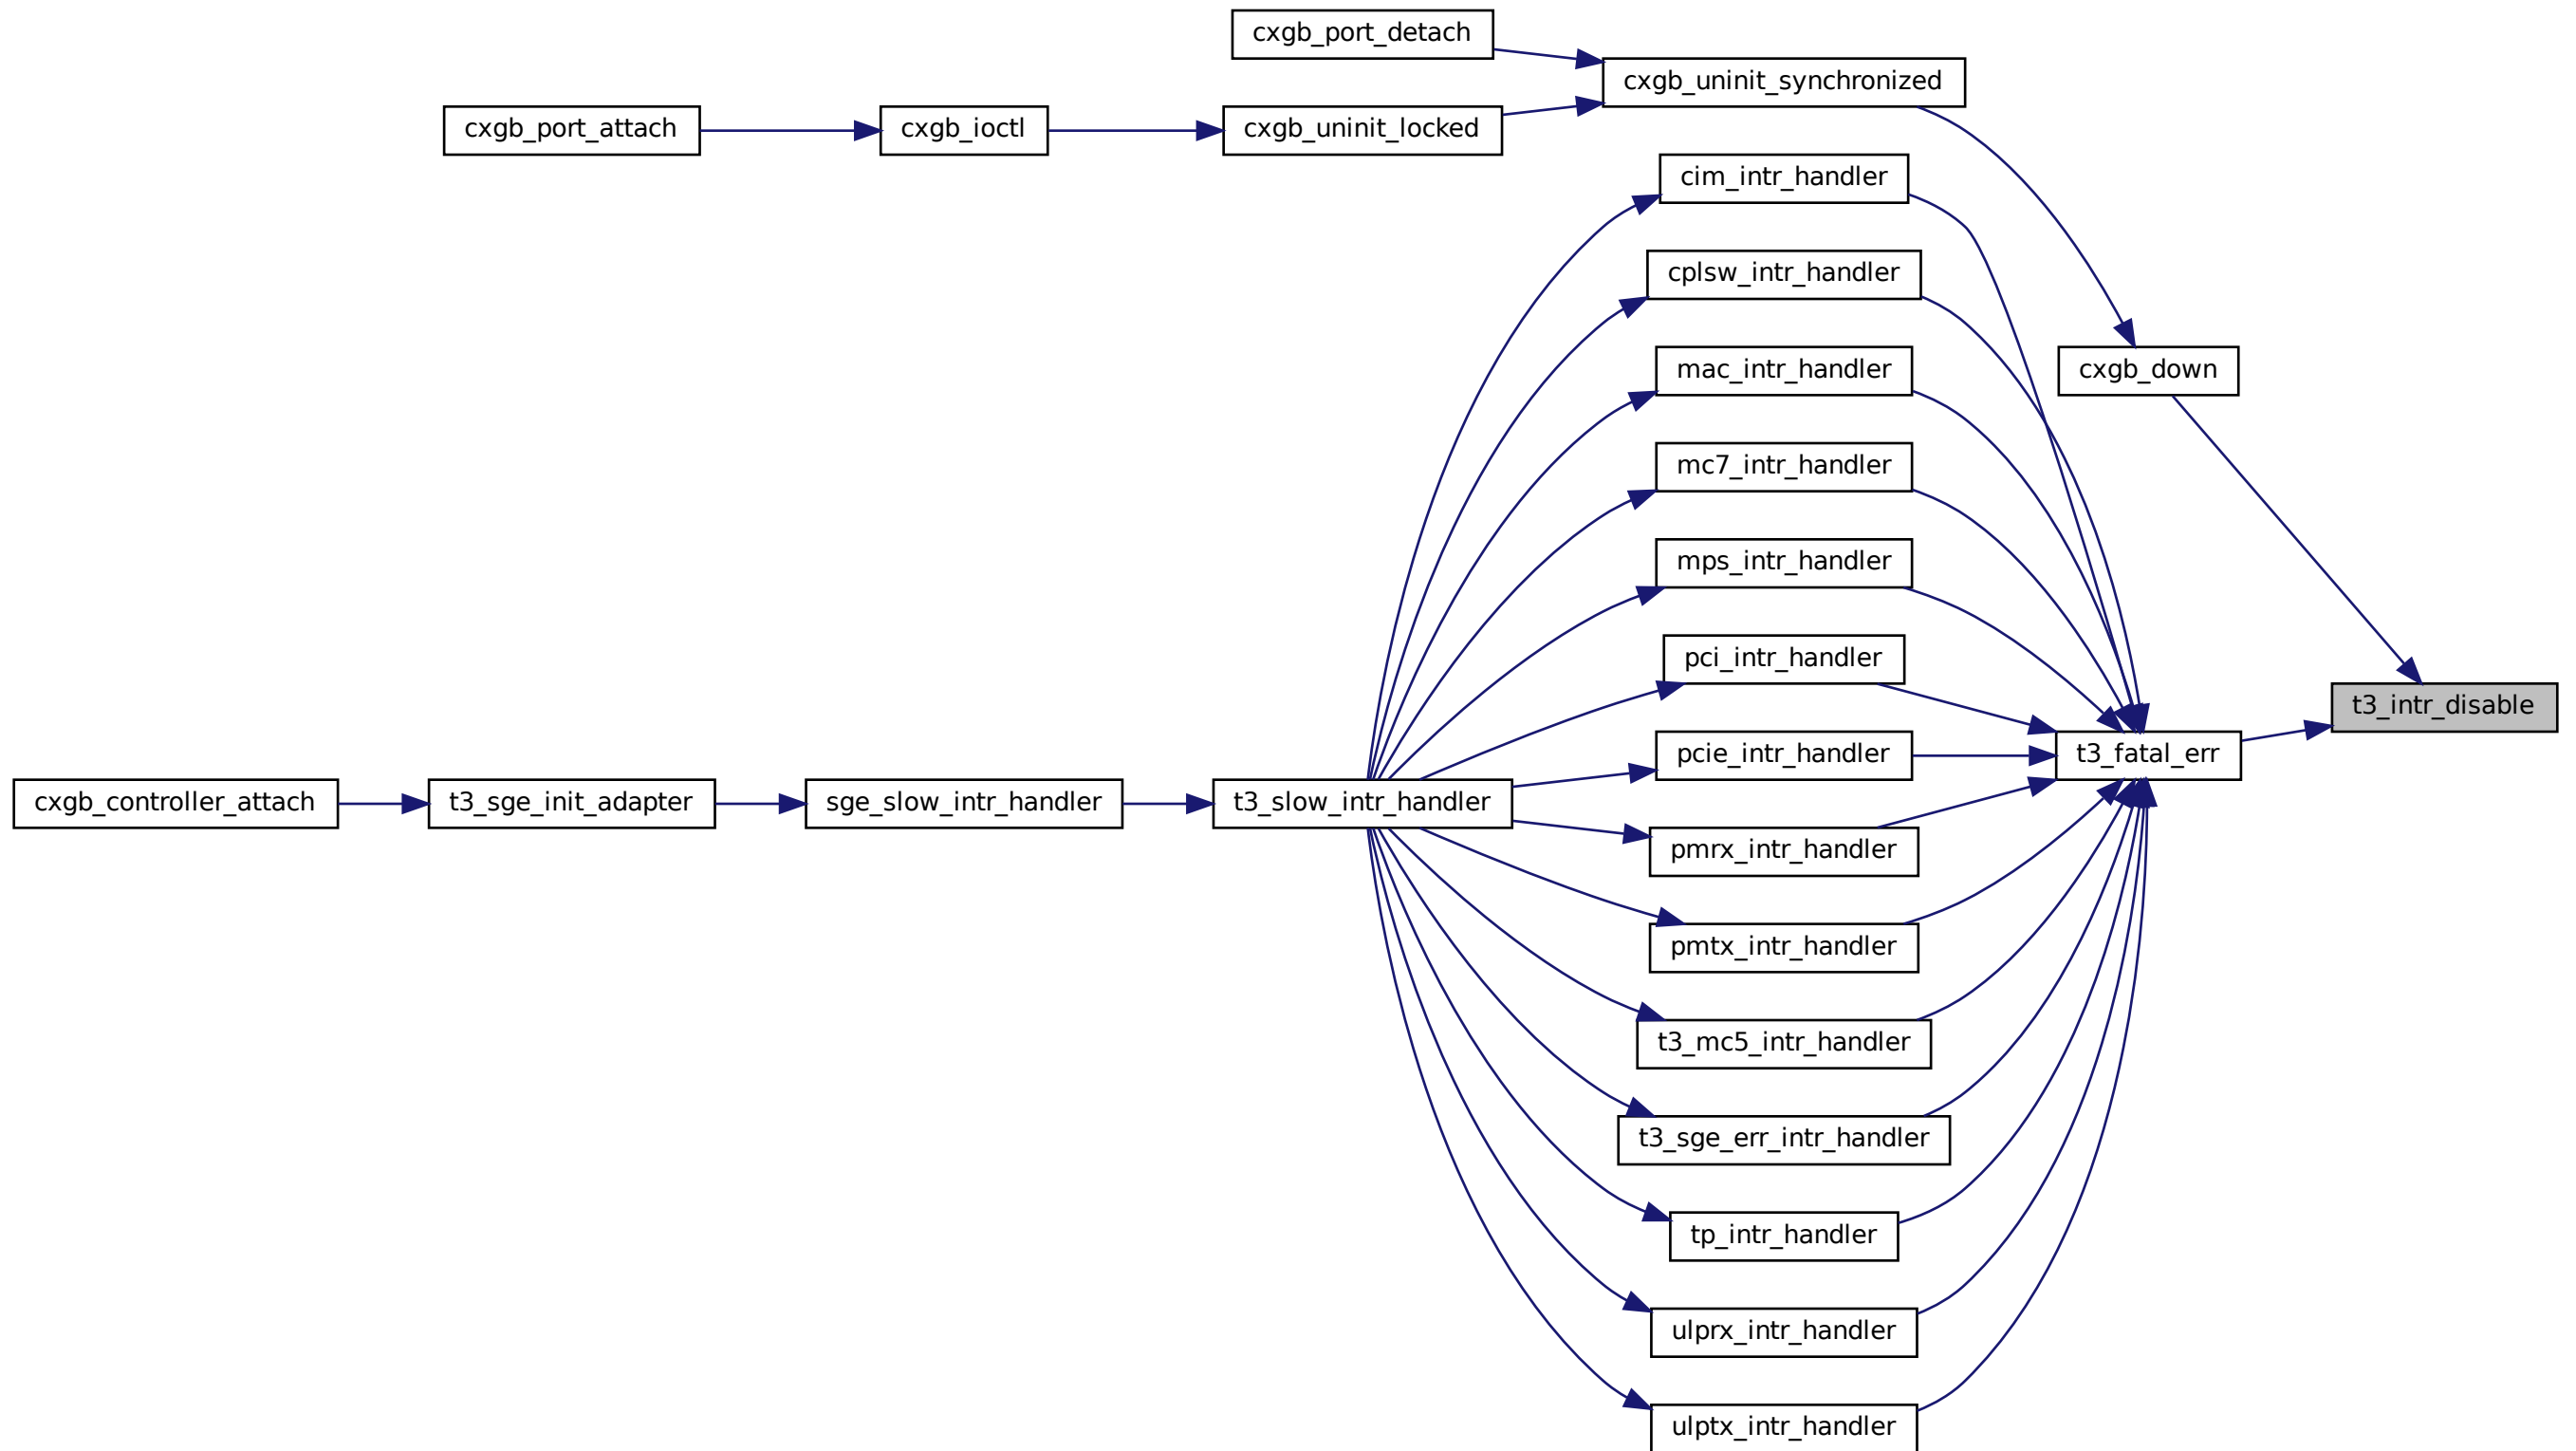 cxgb_port_detach
cxgb_uninit_synchronized
cxgb_port_attach
cxgb_ioctl
cxgb_uninit_locked
cim_intr_handler
cplsw_intr_handler
mac_intr_handler
cxgb_down
mc7_intr_handler
mps_intr_handler
pci_intr_handler
t3_intr_disable
pcie_intr_handler
t3_fatal_err
cxgb_controller_attach
t3_sge_init_adapter
sge_slow_intr_handler
t3_slow_intr_handler
pmrx_intr_handler
pmtx_intr_handler
t3_mc5_intr_handler
t3_sge_err_intr_handler
tp_intr_handler
ulprx_intr_handler
ulptx_intr_handler